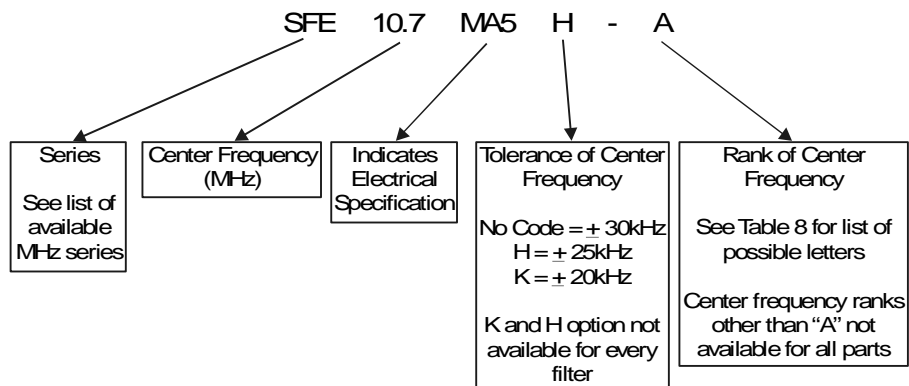 SFE 10.7 MA5 H - A
Series
See list of
available
MHz series
Center Frequency
(MHz)
Indicates
Electrical
Specification
Tolerance of Center
Frequency
No Code = ± 30kHz
H = ± 25kHz
K = ± 20kHz
K and H option not
available for every
filter
Rank of Center
Frequency
See Table 8 for list of
possible letters
Center frequency ranks
other than “A” not
available for all parts